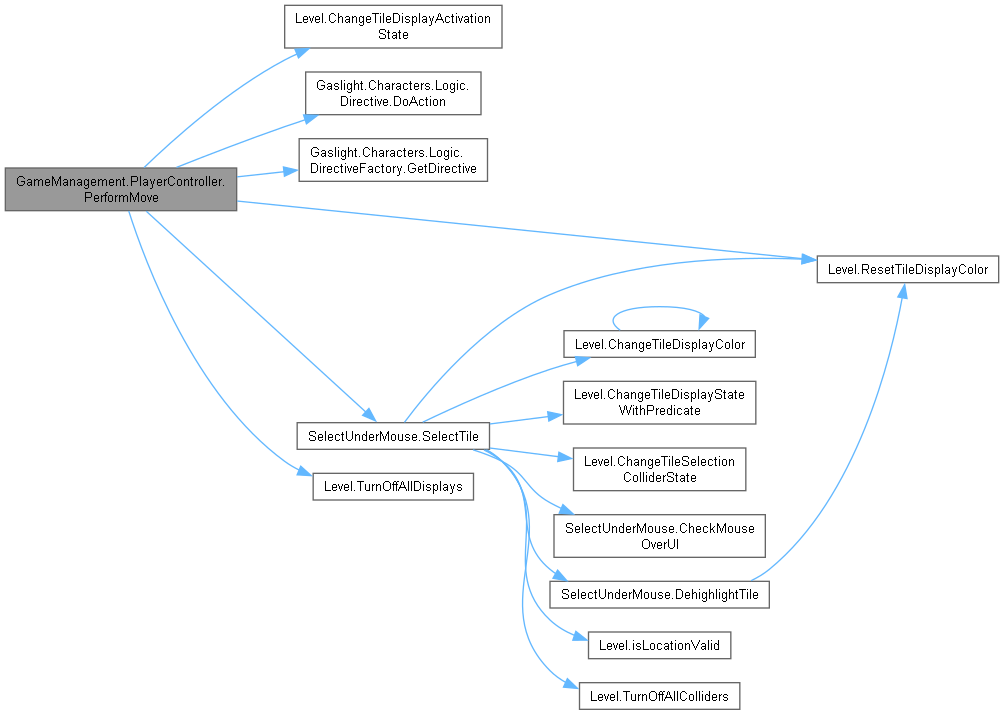 Level.ChangeTileDisplayActivation
State
Gaslight.Characters.Logic.
Directive.DoAction
Gaslight.Characters.Logic.
DirectiveFactory.GetDirective
GameManagement.PlayerController.
PerformMove
Level.ResetTileDisplayColor
Level.ChangeTileDisplayColor
Level.ChangeTileDisplayState
WithPredicate
SelectUnderMouse.SelectTile
Level.ChangeTileSelection
ColliderState
Level.TurnOffAllDisplays
SelectUnderMouse.CheckMouse
OverUI
SelectUnderMouse.DehighlightTile
Level.isLocationValid
Level.TurnOffAllColliders